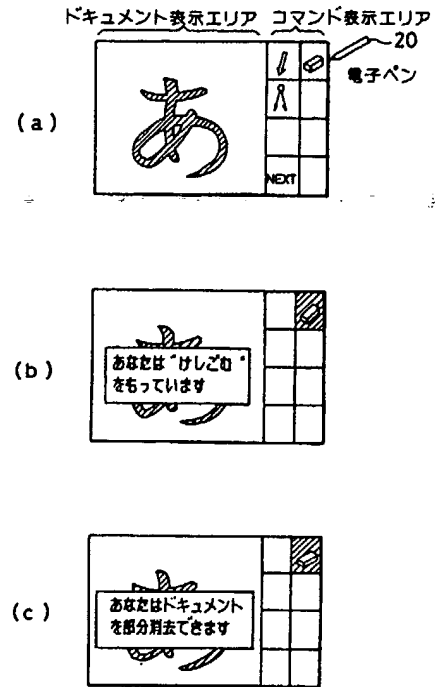 ドキュメント表示エリア コマンド表示エリア
20
電子ペン
(a)
あ
NEXT
(b)
あなたは"けしごむ"
をもっています
(c)
あなたはドキュメント
を部分消去できます